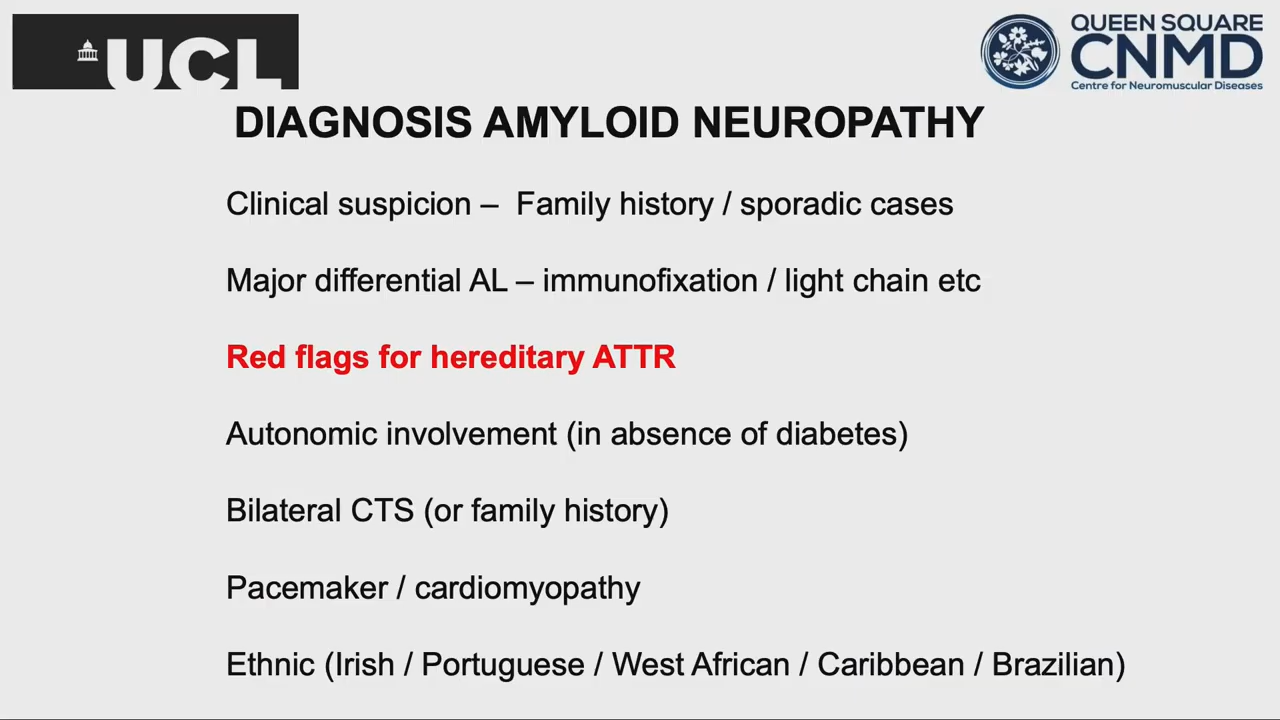 UCL
QUEEN SQUARE
CNMD
Centre for Neuromuscular Diseases
DIAGNOSIS AMYLOID NEUROPATHY
Clinical suspicion – Family history / sporadic cases
Major differential AL – immunofixation / light chain etc
Red flags for hereditary ATTR
Autonomic involvement (in absence of diabetes)
Bilateral CTS (or family history)
Pacemaker / cardiomyopathy
Ethnic (Irish / Portuguese / West African / Caribbean / Brazilian)